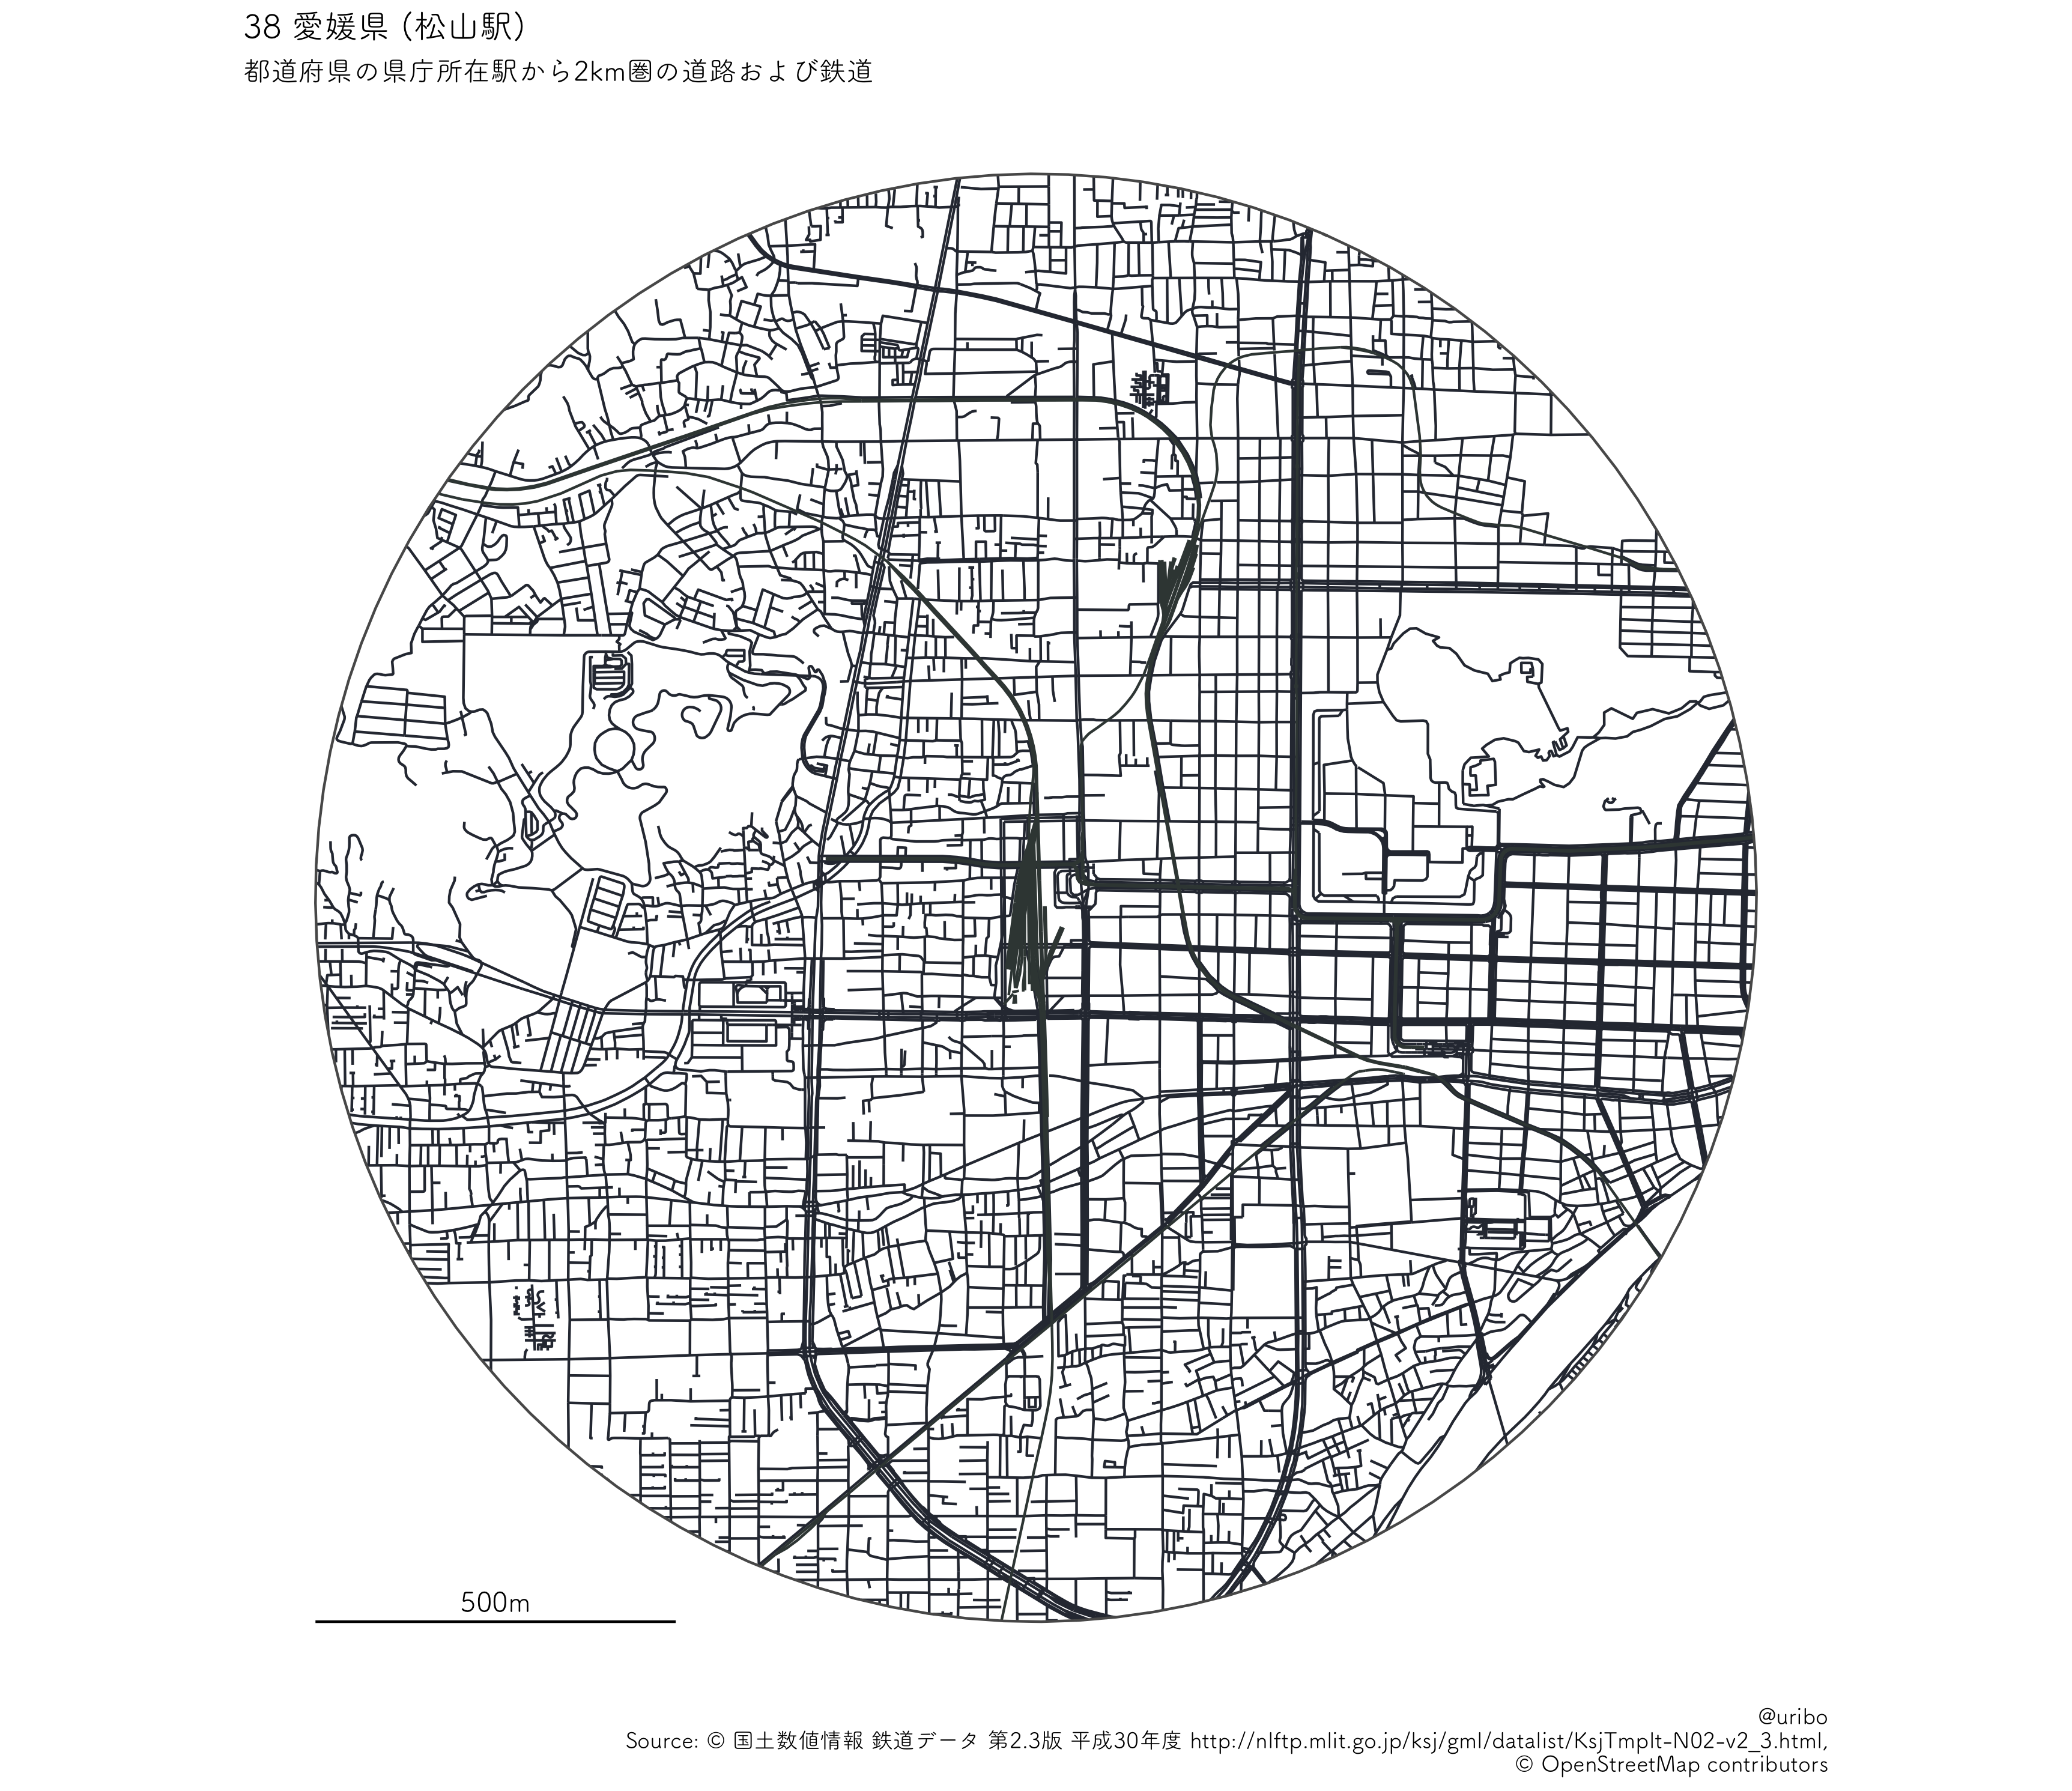 38 愛媛県 (松山駅)
都道府県の県庁所在駅から2km圏の道路および鉄道
500m
@uribo
Source: © 国土数値情報 鉄道データ 第2.3版 平成30年度 http://nlftp.mlit.go.jp/ksj/gml/datalist/KsjTmplt-N02-v2_3.html,
© OpenStreetMap contributors